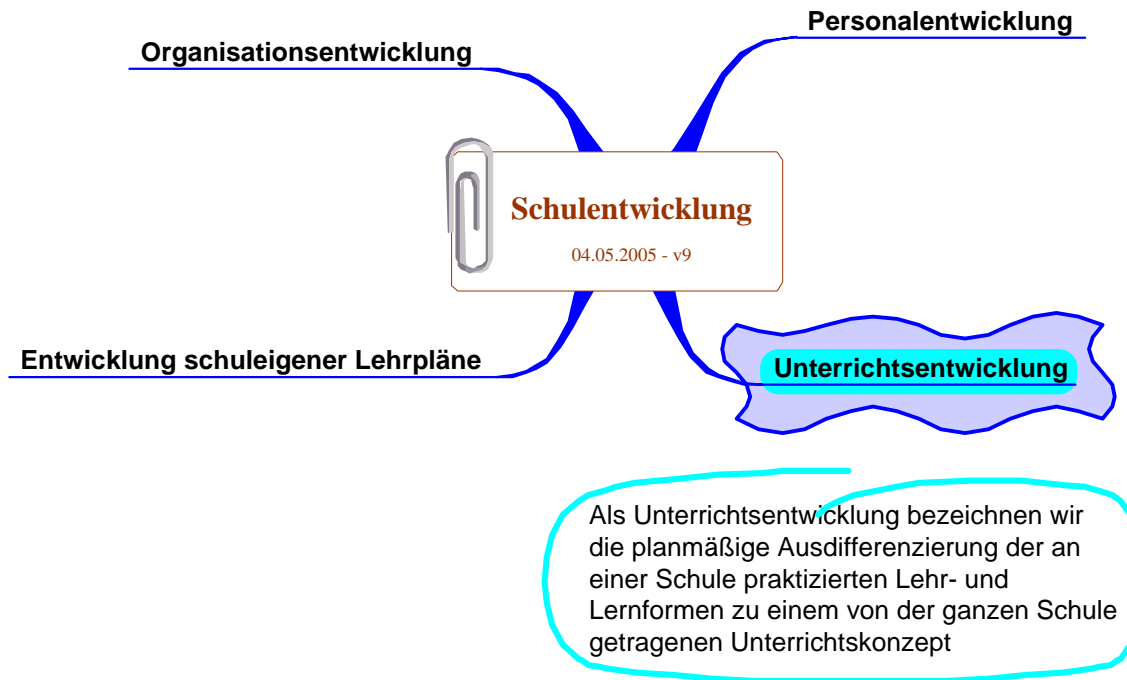 Personalentwicklung
Organisationsentwicklung
Schulentwicklung
04.05.2005 - v9
Entwicklung schuleigener Lehrpläne
Unterrichtsentwicklung
Als Unterrichtsentwicklung bezeichnen wir
die planmäßige Ausdifferenzierung der an
einer Schule praktizierten Lehr- und
Lernformen zu einem von der ganzen Schule
getragenen Unterrichtskonzept